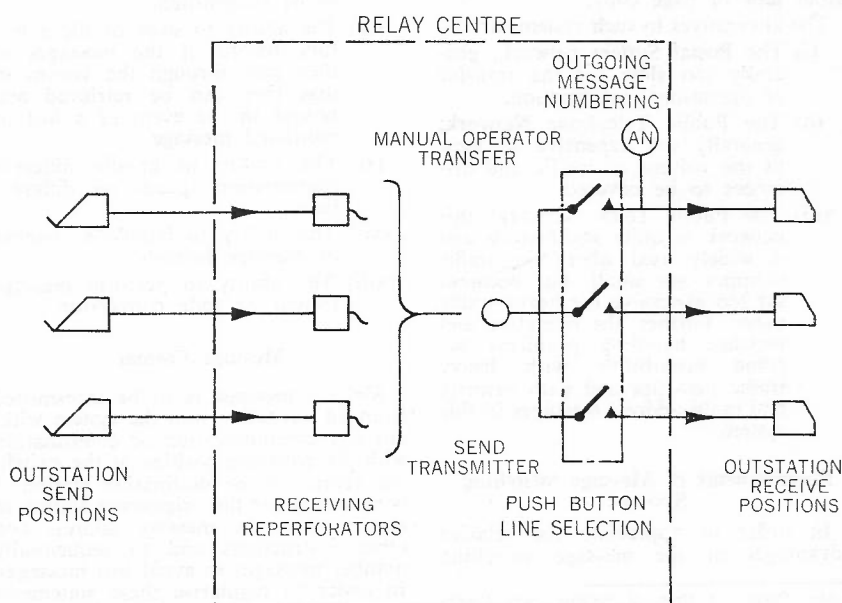 RELAY CENTRE
OUTGOING
MESSAGE
NUMBERING
MANUAL OPERATOR
TRANSFER
AN
SEND
TRANSMITTER
OUTSTATION
SEND
POSITIONS
RECEIVING
REPERFORATORS
PUSH BUTTON
LINE SELECTION
OUTSTATION
RECEIVE
POSITIONS